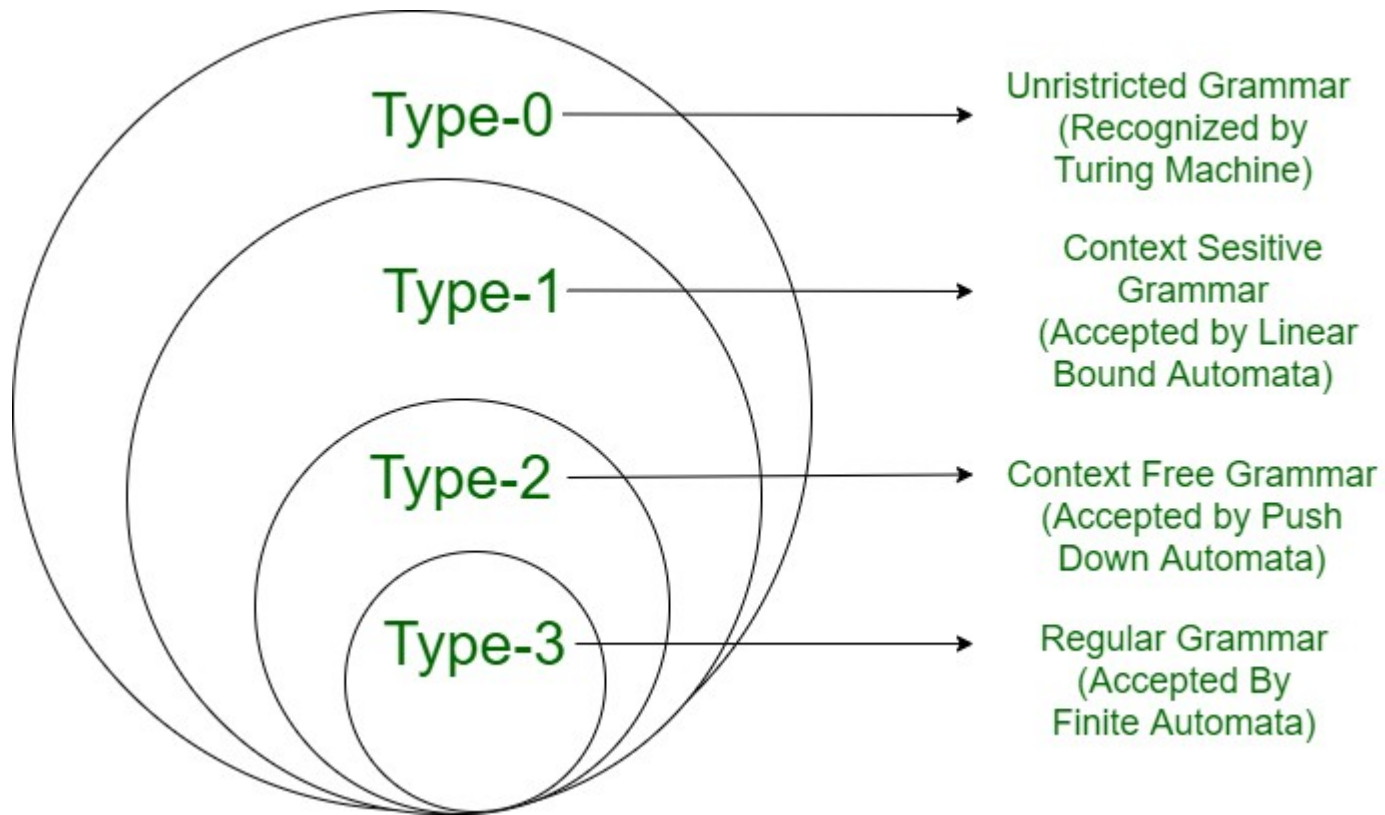 Type-0
Unristricted Grammar
(Recognized by
Turing Machine)
Type-1
Context Sesitive
Grammar
(Accepted by Linear
Bound Automata)
Type-2
Context Free Grammar
(Accepted by Push
Down Automata)
Type-3
Regular Grammar
(Accepted By
Finite Automata)